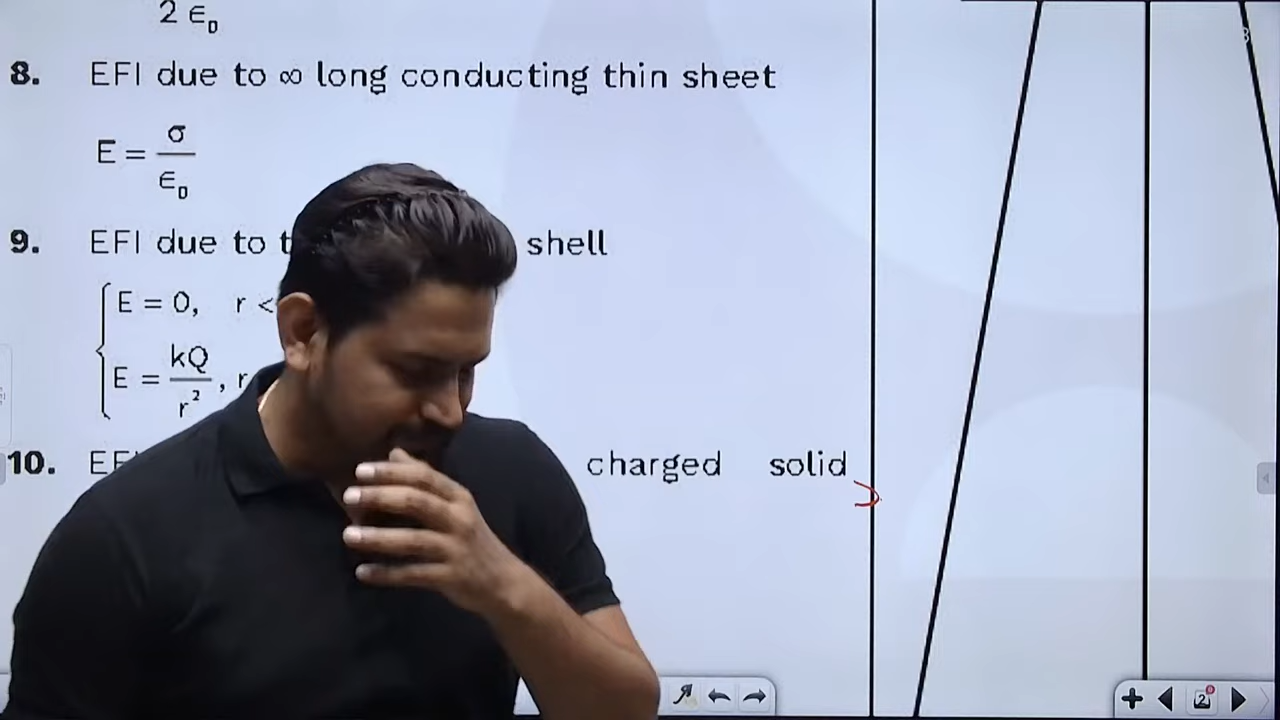 2 ϵ₀
8. EFI due to ∞ long conducting thin sheet
E = σ / ϵ₀
9. EFI due to shell
E = 0, r <
E = kQ / r², r
10. charged solid
2